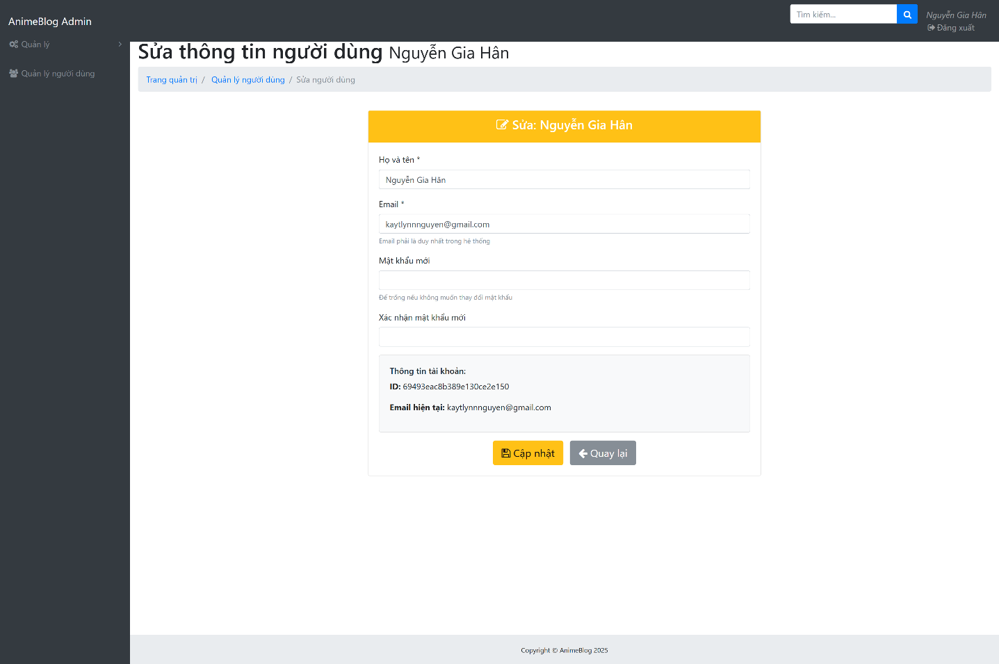 AnimeBlog Admin
Tìm kiếm...
Nguyễn Gia Hân
Đăng xuất
Quản lý
Quản lý người dùng
Sửa thông tin người dùng Nguyễn Gia Hân
Trang quản trị / Quản lý người dùng / Sửa người dùng
Sửa: Nguyễn Gia Hân
Họ và tên *
Nguyễn Gia Hân
Email *
kaytlynnnguyen@gmail.com
Email phải là duy nhất trong hệ thống
Mật khẩu mới
Để trống nếu không muốn thay đổi mật khẩu
Xác nhận mật khẩu mới
Thông tin tài khoản:
ID: 69493eac8b389e130ce2e150
Email hiện tại: kaytlynnnguyen@gmail.com
Cập nhật
Quay lại
Copyright © AnimeBlog 2025